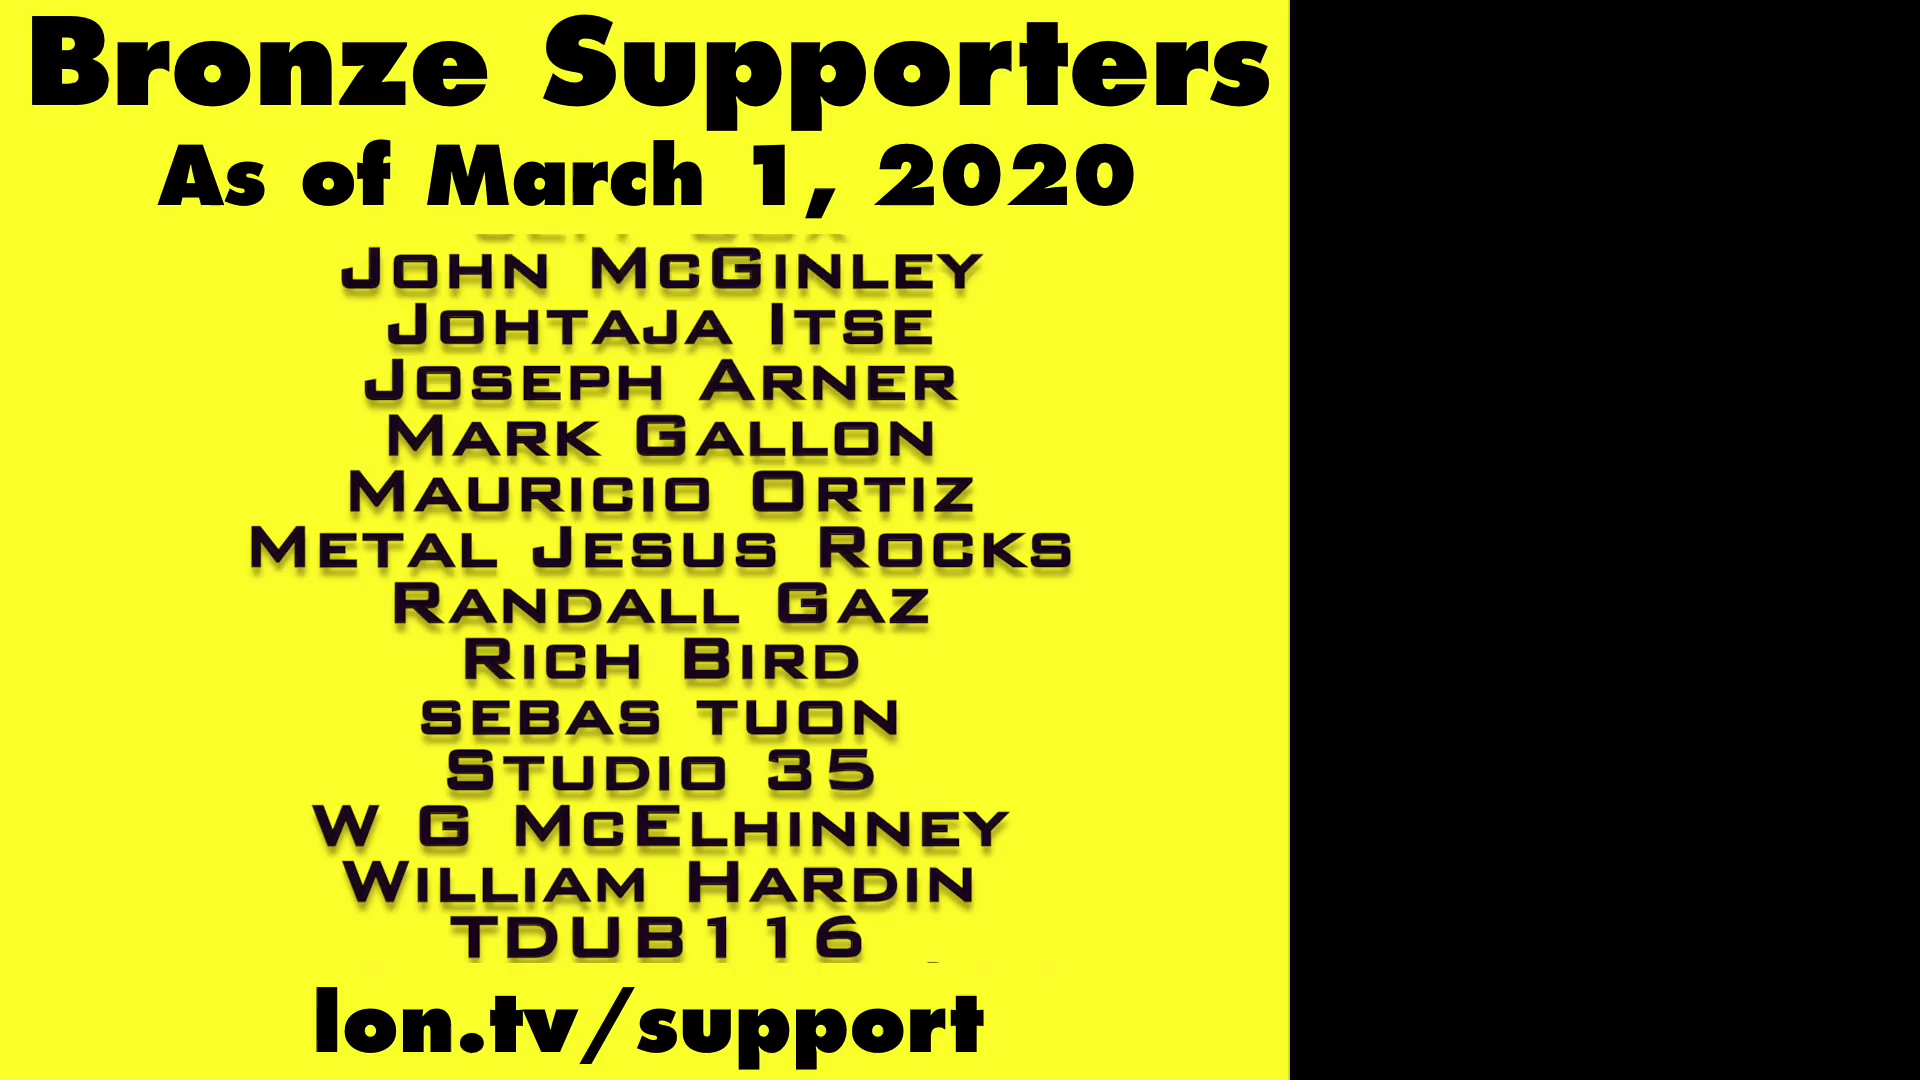 Bronze Supporters
As of March 1, 2020
John McGinley
Johtaja Itse
Joseph Arner
Mark Gallon
Mauricio Ortiz
Metal Jesus Rocks
Randall Gaz
Rich Bird
sebas tuon
Studio 35
W G McElhinney
William Hardin
TDUB116
lon.tv/support